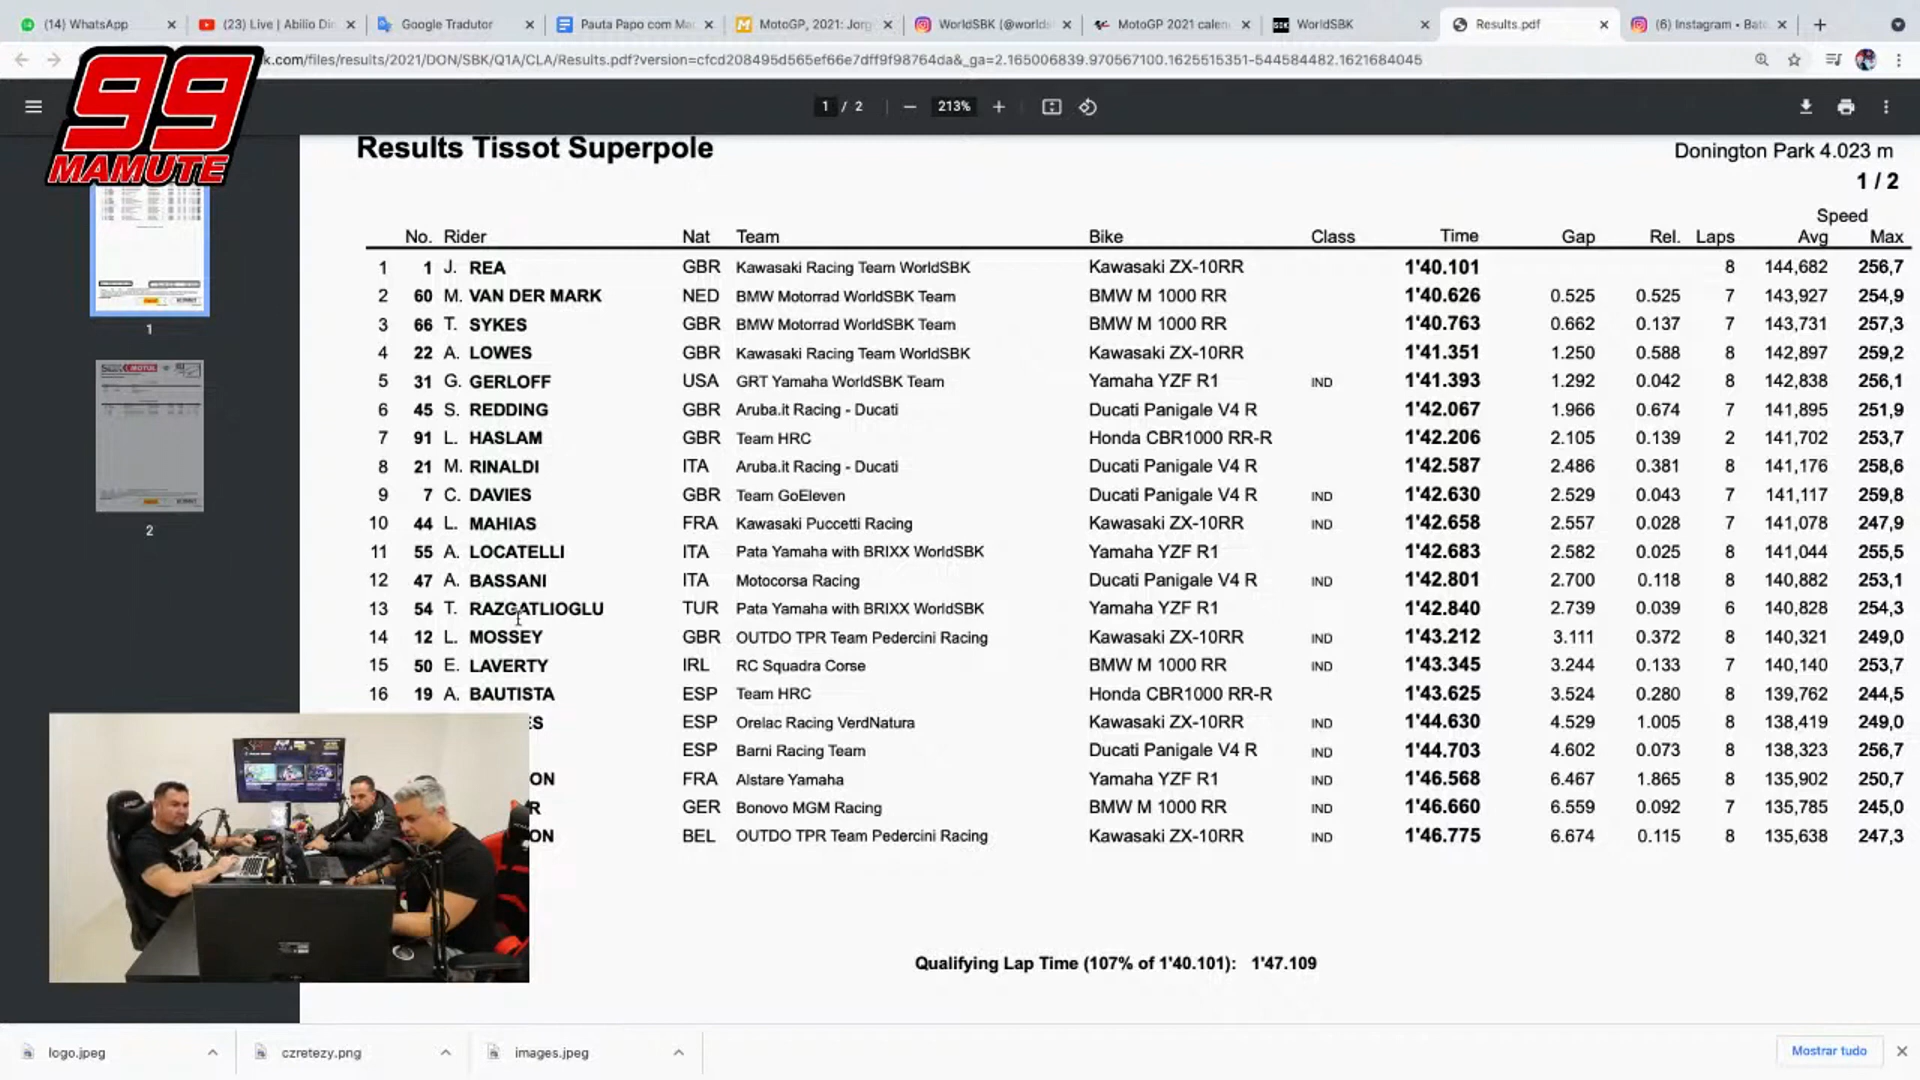 (14) WhatsApp
(23) Live | Abilio Din
Google Tradutor
Pauta Papo com Ma
MotoGP, 2021: Jorg
WorldSBK (@worlds
MotoGP 2021 calen
WorldSBK
Results.pdf
(6) Instagram • Bate
k.com/files/results/2021/DON/SBK/Q1A/CLA/Results.pdf?version=cfcd208495d565ef66e7dff9f98764da&_ga=2.165006839.970567100.1625515351-544584482.1621684045
99
MAMUTE
1 / 2
213%
Results Tissot Superpole
Donington Park 4.023 m
1 / 2
Speed
No. Rider Nat Team Bike Class Time Gap Rel. Laps Avg Max
1 1 J. REA GBR Kawasaki Racing Team WorldSBK Kawasaki ZX-10RR 1'40.101 8 144,682 256,7
2 60 M. VAN DER MARK NED BMW Motorrad WorldSBK Team BMW M 1000 RR 1'40.626 0.525 0.525 7 143,927 254,9
3 66 T. SYKES GBR BMW Motorrad WorldSBK Team BMW M 1000 RR 1'40.763 0.662 0.137 7 143,731 257,3
4 22 A. LOWES GBR Kawasaki Racing Team WorldSBK Kawasaki ZX-10RR 1'41.351 1.250 0.588 8 142,897 259,2
5 31 G. GERLOFF USA GRT Yamaha WorldSBK Team Yamaha YZF R1 IND 1'41.393 1.292 0.042 8 142,838 256,1
6 45 S. REDDING GBR Aruba.it Racing - Ducati Ducati Panigale V4 R 1'42.067 1.966 0.674 7 141,895 251,9
7 91 L. HASLAM GBR Team HRC Honda CBR1000 RR-R 1'42.206 2.105 0.139 2 141,702 253,7
8 21 M. RINALDI ITA Aruba.it Racing - Ducati Ducati Panigale V4 R 1'42.587 2.486 0.381 8 141,176 258,6
9 7 C. DAVIES GBR Team GoEleven Ducati Panigale V4 R IND 1'42.630 2.529 0.043 7 141,117 259,8
10 44 L. MAHIAS FRA Kawasaki Puccetti Racing Kawasaki ZX-10RR IND 1'42.658 2.557 0.028 7 141,078 247,9
11 55 A. LOCATELLI ITA Pata Yamaha with BRIXX WorldSBK Yamaha YZF R1 1'42.683 2.582 0.025 8 141,044 255,5
12 47 A. BASSANI ITA Motocorsa Racing Ducati Panigale V4 R IND 1'42.801 2.700 0.118 8 140,882 253,1
13 54 T. RAZGATLIOGLU TUR Pata Yamaha with BRIXX WorldSBK Yamaha YZF R1 1'42.840 2.739 0.039 6 140,828 254,3
14 12 L. MOSSEY GBR OUTDO TPR Team Pedercini Racing Kawasaki ZX-10RR IND 1'43.212 3.111 0.372 8 140,321 249,0
15 50 E. LAVERTY IRL RC Squadra Corse BMW M 1000 RR IND 1'43.345 3.244 0.133 7 140,140 253,7
16 19 A. BAUTISTA ESP Team HRC Honda CBR1000 RR-R 1'43.625 3.524 0.280 8 139,762 244,5
ES ESP Orelac Racing VerdNatura Kawasaki ZX-10RR IND 1'44.630 4.529 1.005 8 138,419 249,0
ESP Barni Racing Team Ducati Panigale V4 R IND 1'44.703 4.602 0.073 8 138,323 256,7
ON FRA Alstare Yamaha Yamaha YZF R1 IND 1'46.568 6.467 1.865 8 135,902 250,7
R GER Bonovo MGM Racing BMW M 1000 RR IND 1'46.660 6.559 0.092 7 135,785 245,0
ON BEL OUTDO TPR Team Pedercini Racing Kawasaki ZX-10RR IND 1'46.775 6.674 0.115 8 135,638 247,3
Qualifying Lap Time (107% of 1'40.101): 1'47.109
1
2
logo.jpeg
czretezy.png
images.jpeg
Mostrar tudo